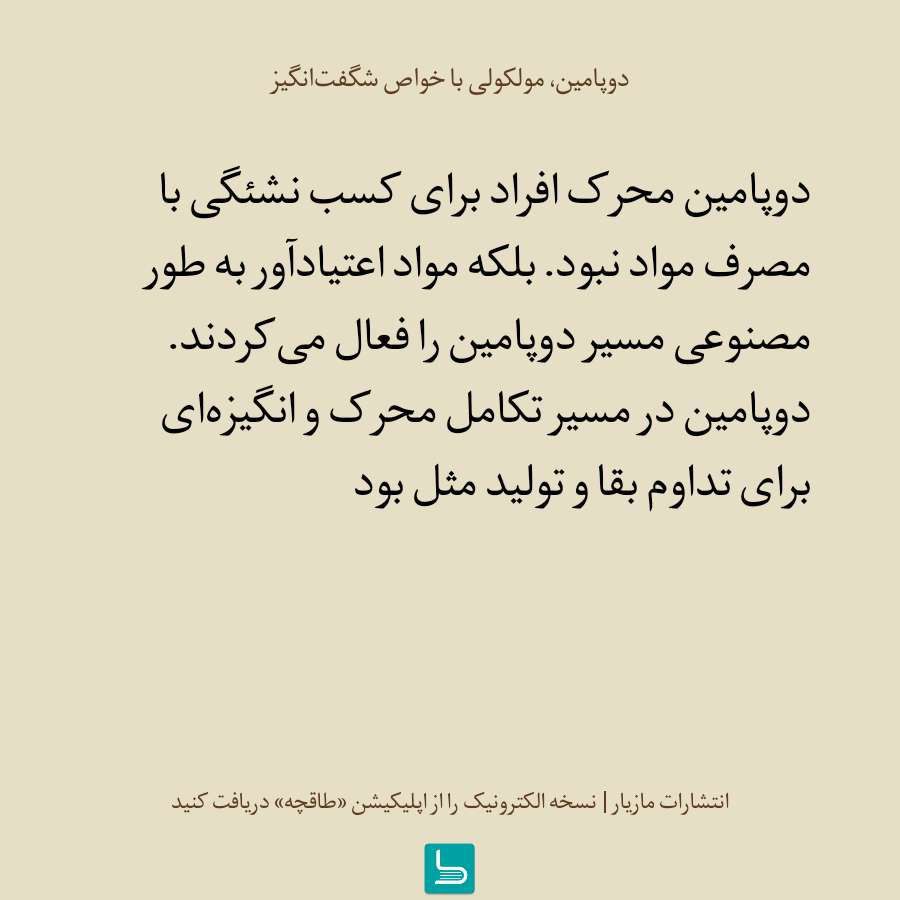 دوپامین، مولکولی با خواص شگفت‌انگیز
دوپامین محرک افراد برای کسب نشئگی با
مصرف مواد نبود. بلکه مواد اعتیادآور به طور
مصنوعی مسیر دوپامین را فعال می‌کردند.
دوپامین در مسیر تکامل محرک و انگیزه‌ای
برای تداوم بقا و تولید مثل بود
انتشارات مازیار | نسخه الکترونیک را از اپلیکیشن «طاقچه» دریافت کنید